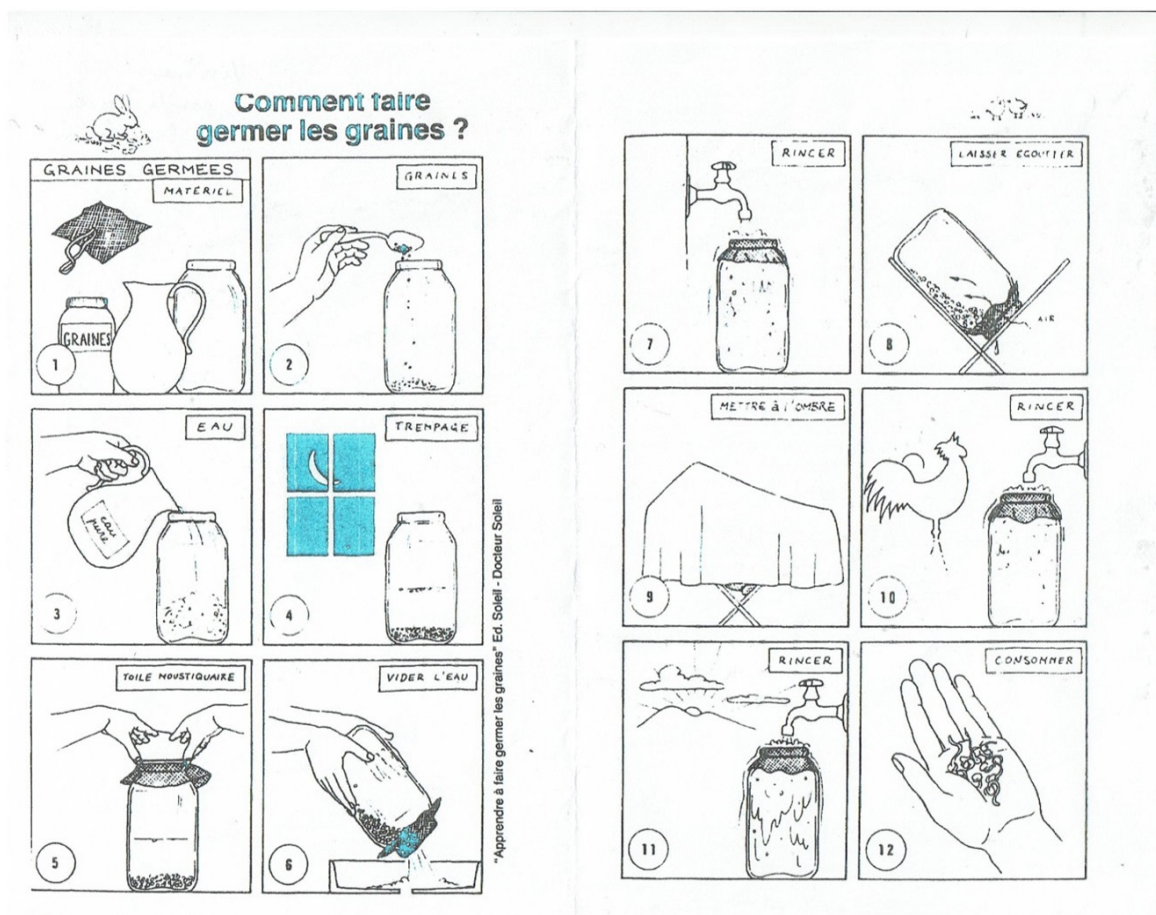 Comment faire
germer les graines ?
GRAINES GERMEES
MATERIEL
GRAINES
1
GRAINES
2
EAU
eau
pure
3
TREMPAGE
4
TOILE MOUSTIQUAIRE
5
VIDER L'EAU
6
"Apprendre à faire germer les graines" Ed. Soleil - Docteur Soleil
RINCER
7
LAISSER EGOUTTER
AIR
8
METTRE à l'OMBRE
9
RINCER
10
RINCER
11
CONSOMMER
12